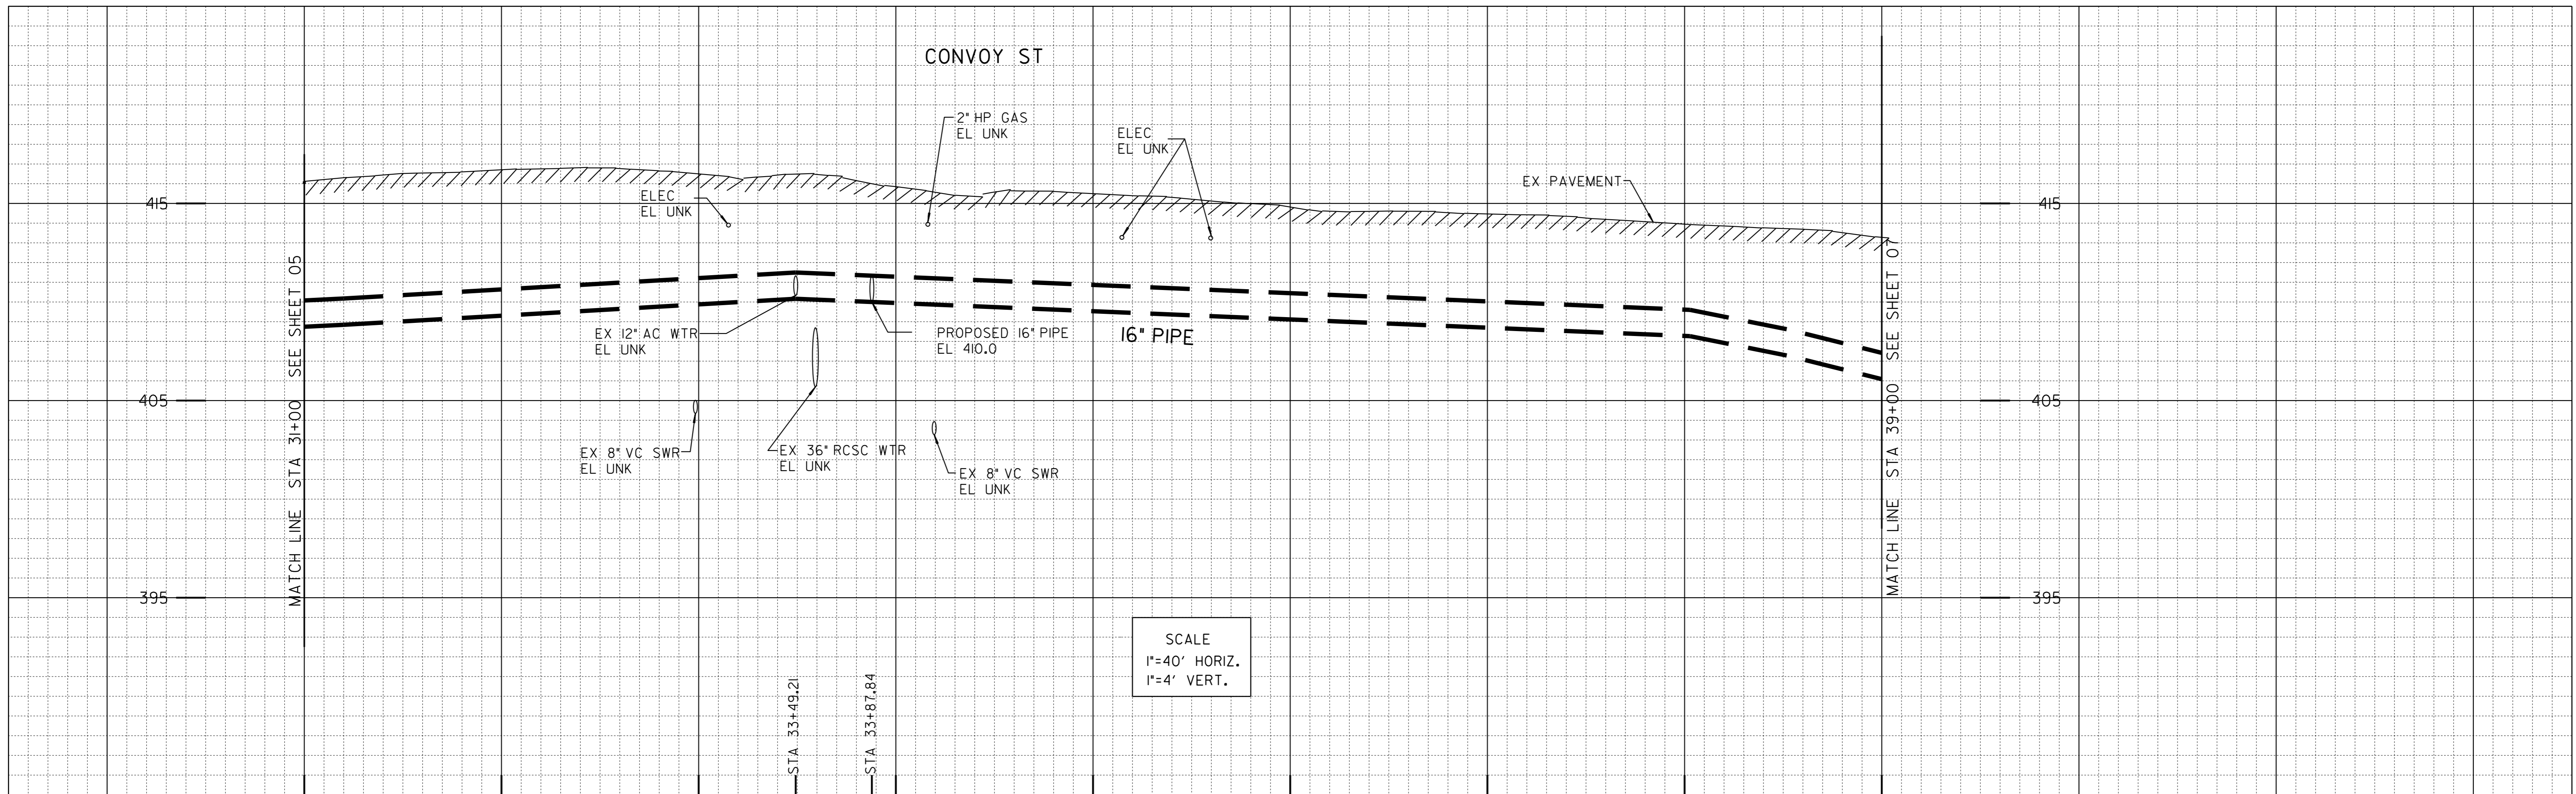 CONVOY ST
2" HP GAS
EL UNK
ELEC
EL UNK
EX PAVEMENT
ELEC
EL UNK
415
415
EX 12" AC WTR
EL UNK
PROPOSED 16" PIPE
EL 410.0
16" PIPE
405
405
EX 8" VC SWR
EL UNK
EX 36" RCSC WTR
EL UNK
EX 8" VC SWR
EL UNK
MATCH LINE STA 31+00 SEE SHEET 05
MATCH LINE STA 39+00 SEE SHEET 07
395
395
SCALE
1"=40' HORIZ.
1"=4' VERT.
STA 33+49.21
STA 33+87.84